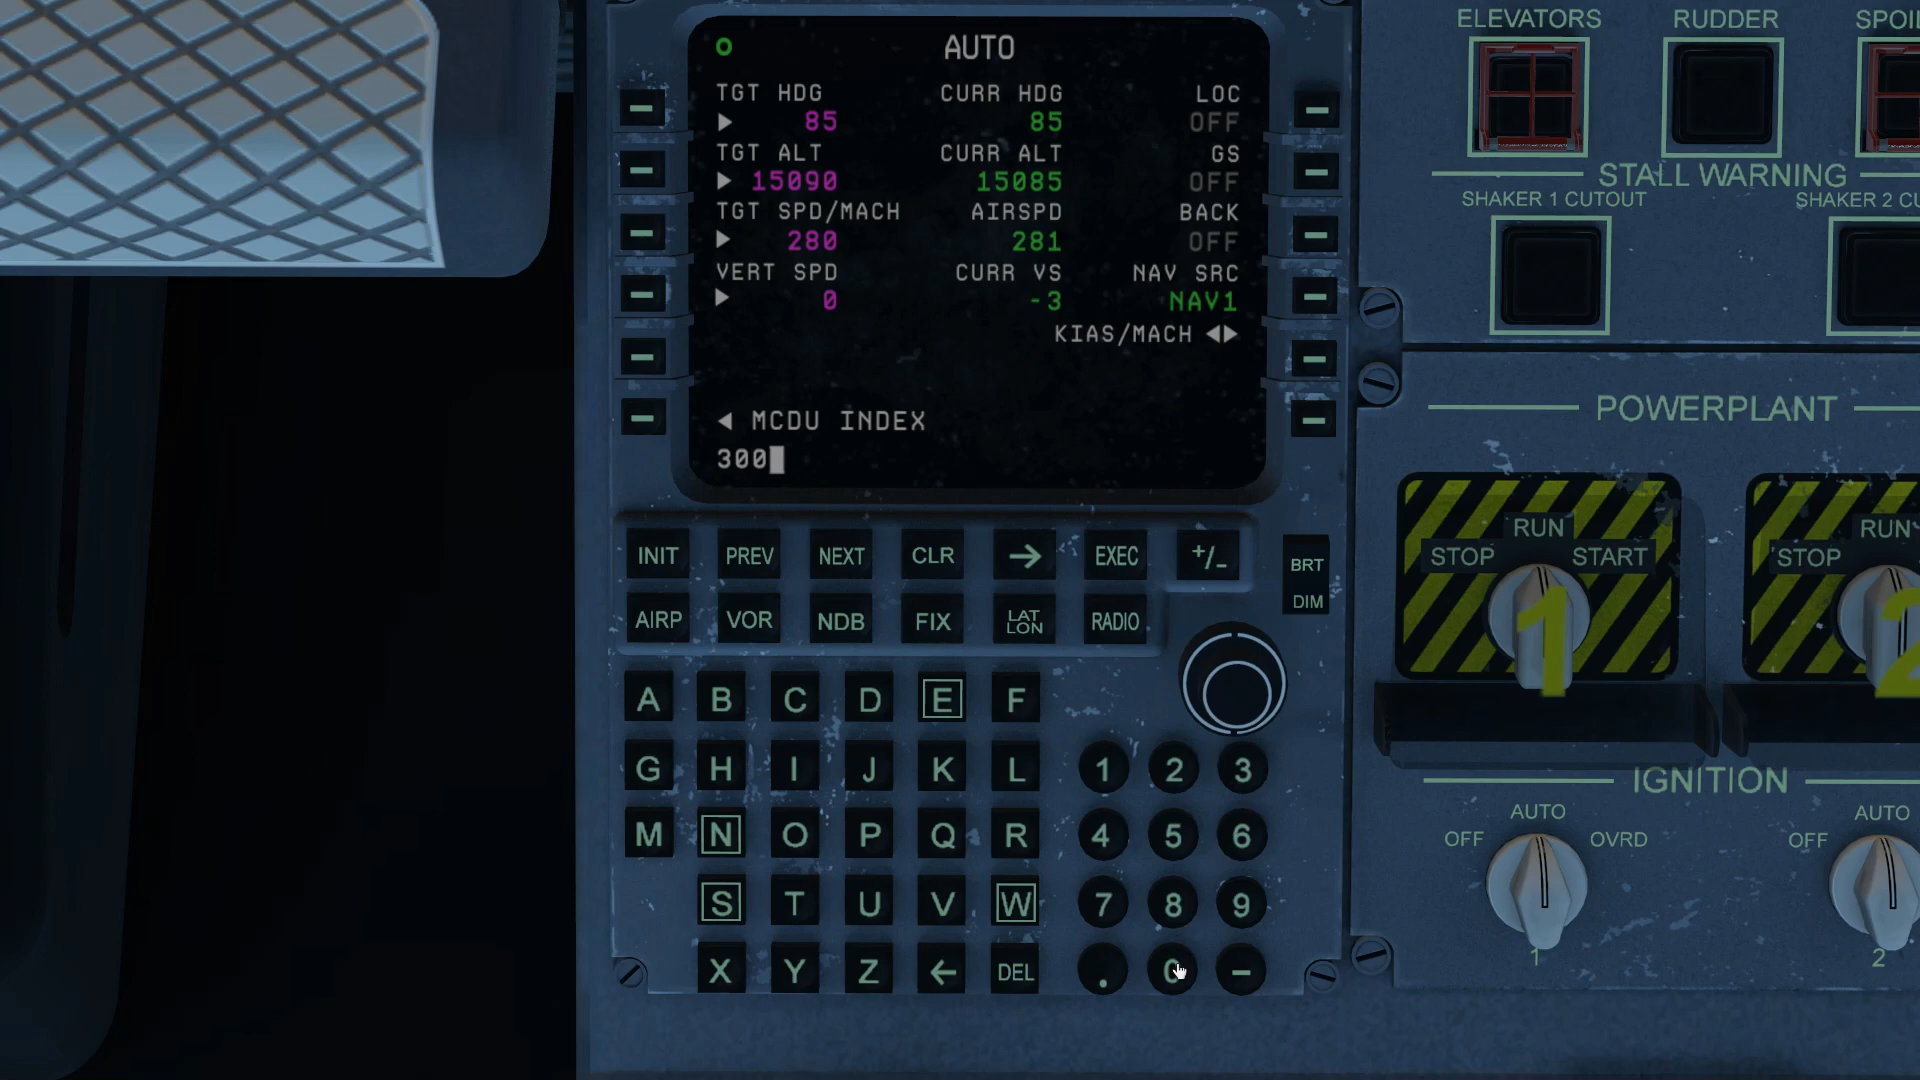 AUTO
TGT HDG CURR HDG LOC
85 85 OFF
TGT ALT CURR ALT GS
15090 15085 OFF
TGT SPD/MACH AIRSPD BACK
280 281 OFF
VERT SPD CURR VS NAV SRC
0 -3 NAV1
KIAS/MACH
MCDU INDEX
300
INIT PREV NEXT CLR → EXEC +/-
BRT
DIM
AIRP VOR NDB FIX LAT LON RADIO
A B C D E F
G H I J K L 1 2 3
M N O P Q R 4 5 6
S T U V W 7 8 9
X Y Z ← DEL . 0 -
ELEVATORS RUDDER
STALL WARNING
SHAKER 1 CUTOUT SHAKER 2
POWERPLANT
RUN RUN
STOP START STOP
1 2
IGNITION
AUTO AUTO
OFF OVRD OFF
1 2